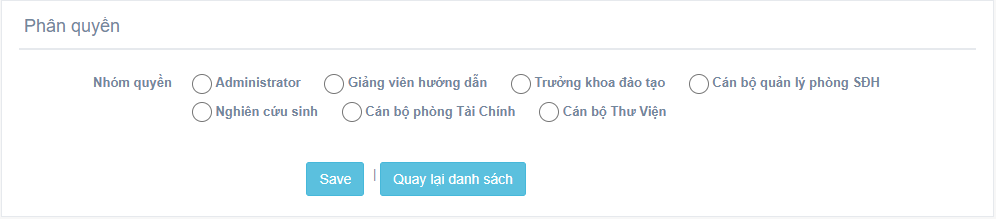 Phân quyền
Nhóm quyền Administrator Giảng viên hướng dẫn Trưởng khoa đào tạo Cán bộ quản lý phòng SĐH
Nghiên cứu sinh Cán bộ phòng Tài Chính Cán bộ Thư Viện
Save | Quay lại danh sách